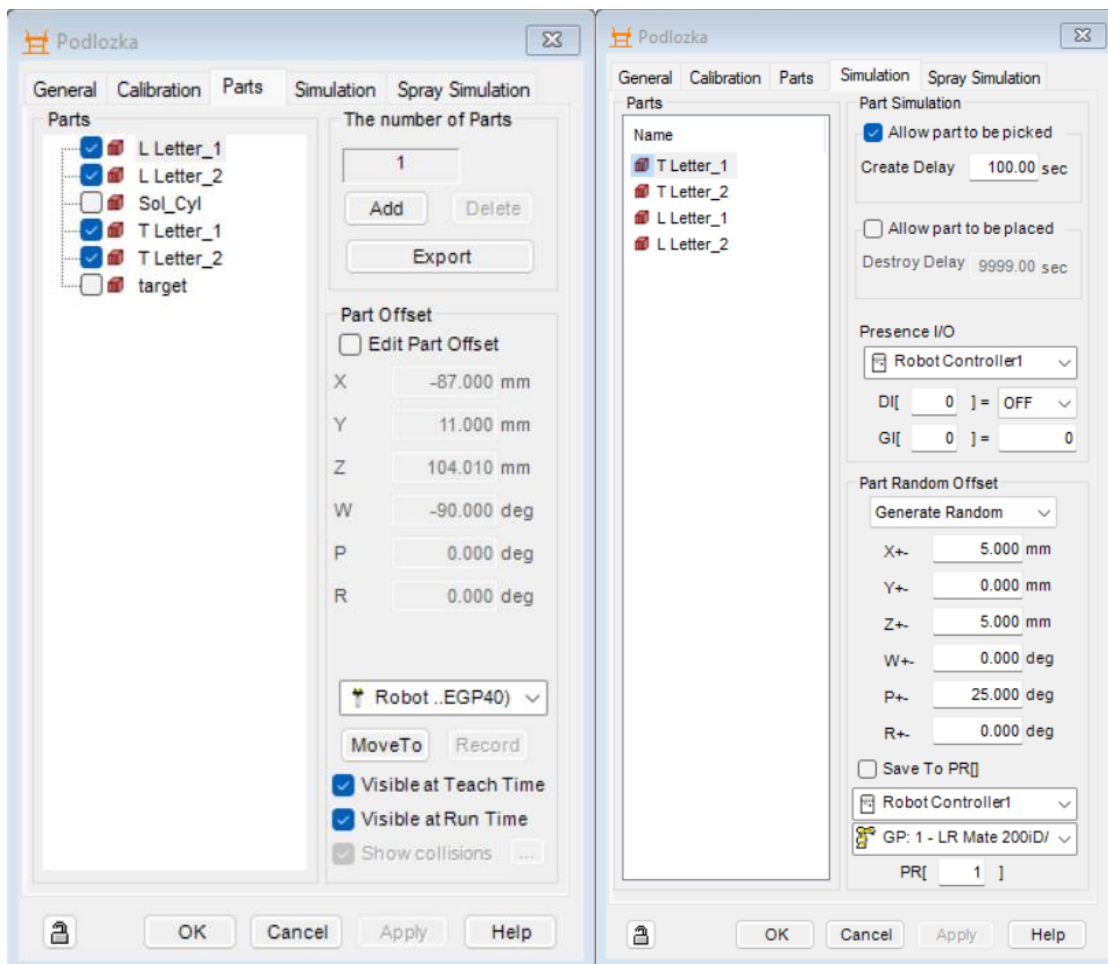 Podlozka
General Calibration Parts Simulation Spray Simulation
Parts
L Letter_1
L Letter_2
Sol_Cyl
T Letter_1
T Letter_2
target
The number of Parts
1
Add Delete
Export
Part Offset
Edit Part Offset
X -87.000 mm
Y 11.000 mm
Z 104.010 mm
W -90.000 deg
P 0.000 deg
R 0.000 deg
Robot ..EGP40)
MoveTo Record
Visible at Teach Time
Visible at Run Time
Show collisions ...
OK Cancel Apply Help
Podlozka
General Calibration Parts Simulation Spray Simulation
Parts
Name
T Letter_1
T Letter_2
L Letter_1
L Letter_2
Part Simulation
Allow part to be picked
Create Delay 100.00 sec
Allow part to be placed
Destroy Delay 9999.00 sec
Presence I/O
Robot Controller1
DI[ 0 ] = OFF
GI[ 0 ] = 0
Part Random Offset
Generate Random
X+- 5.000 mm
Y+- 0.000 mm
Z+- 5.000 mm
W+- 0.000 deg
P+- 25.000 deg
R+- 0.000 deg
Save To PR[]
Robot Controller1
GP: 1 - LR Mate 200iD/
PR[ 1 ]
OK Cancel Apply Help